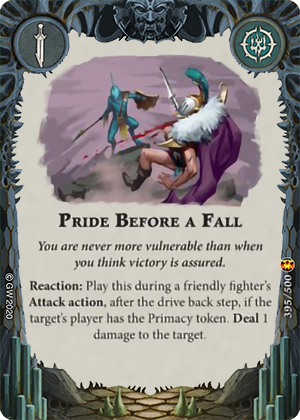 PRIDE BEFORE A FALL
You are never more vulnerable than when
you think victory is assured.
Reaction: Play this during a friendly fighter's
Attack action, after the drive back step, if the
target's player has the Primacy token. Deal 1
damage to the target.
© GW 2020
395/500